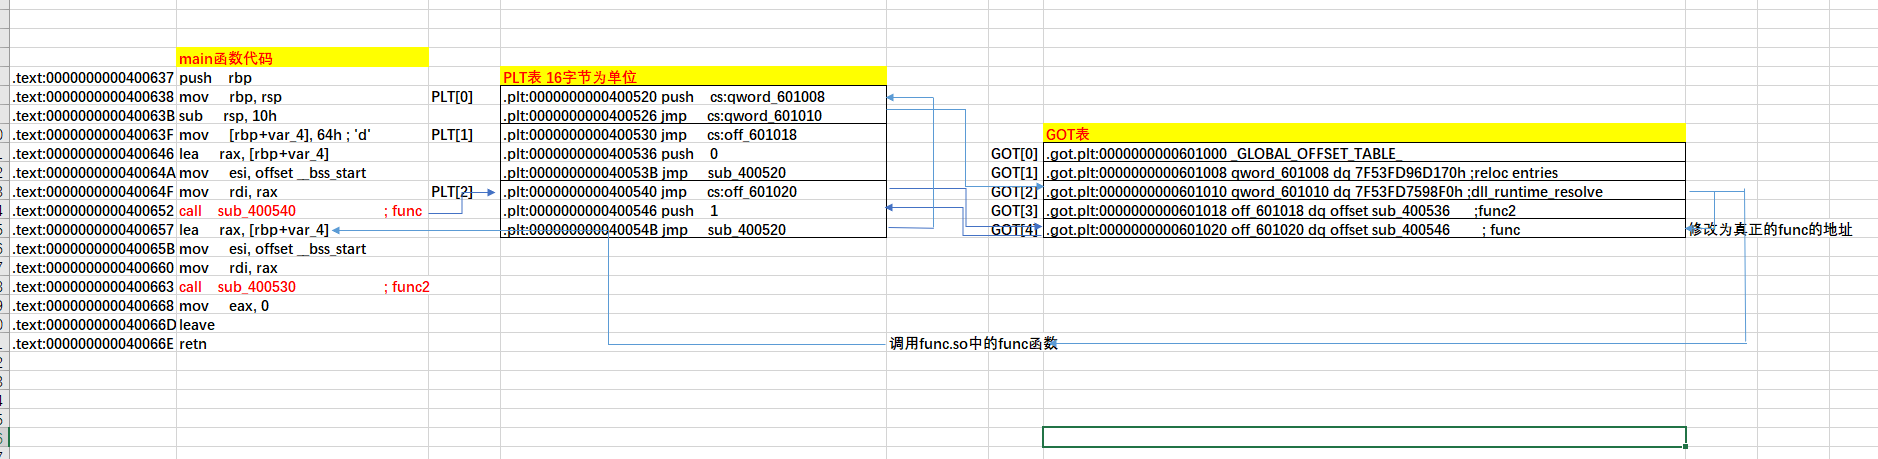 main函数代码
.text:0000000000400637 push rbp
PLT表 16字节为单位
.text:0000000000400638 mov rbp, rsp PLT[0] .plt:0000000000400520 push cs:qword_601008
.text:000000000040063B sub rsp, 10h .plt:0000000000400526 jmp cs:qword_601010
.text:000000000040063F mov [rbp+var_4], 64h ; 'd' PLT[1] .plt:0000000000400530 jmp cs:off_601018 GOT表
.text:0000000000400646 lea rax, [rbp+var_4] .plt:0000000000400536 push 0 GOT[0] .got.plt:0000000000601000 _GLOBAL_OFFSET_TABLE_
.text:000000000040064A mov esi, offset __bss_start .plt:000000000040053B jmp sub_400520 GOT[1] .got.plt:0000000000601008 qword_601008 dq 7F53FD96D170h ;reloc entries
.text:000000000040064F mov rdi, rax PLT[2] .plt:0000000000400540 jmp cs:off_601020 GOT[2] .got.plt:0000000000601010 qword_601010 dq 7F53FD7598F0h ;dll_runtime_resolve
.text:0000000000400652 call sub_400540 ; func .plt:0000000000400546 push 1 GOT[3] .got.plt:0000000000601018 off_601018 dq offset sub_400536 ;func2
.text:0000000000400657 lea rax, [rbp+var_4] .plt:000000000040054B jmp sub_400520 GOT[4] .got.plt:0000000000601020 off_601020 dq offset sub_400546 ; func 修改为真正的func的地址
.text:000000000040065B mov esi, offset __bss_start
.text:0000000000400660 mov rdi, rax
.text:0000000000400663 call sub_400530 ; func2
.text:0000000000400668 mov eax, 0
.text:000000000040066D leave
.text:000000000040066E retn 调用func.so中的func函数